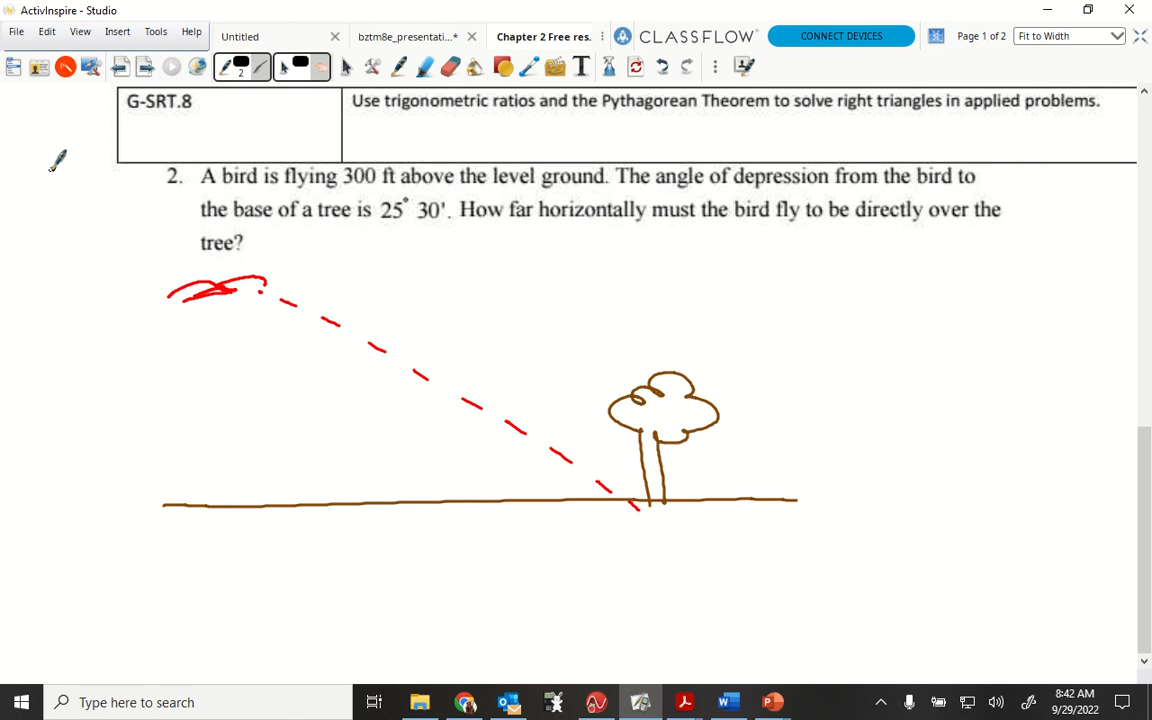 ActivInspire - Studio
File Edit View Insert Tools Help
Untitled
bztm8e_presentati...*
Chapter 2 Free res.
CLASSFLOW
CONNECT DEVICES
Page 1 of 2
Fit to Width
2
G-SRT.8
Use trigonometric ratios and the Pythagorean Theorem to solve right triangles in applied problems.
2. A bird is flying 300 ft above the level ground. The angle of depression from the bird to
the base of a tree is 25° 30'. How far horizontally must the bird fly to be directly over the
tree?
Type here to search
8:42 AM
9/29/2022